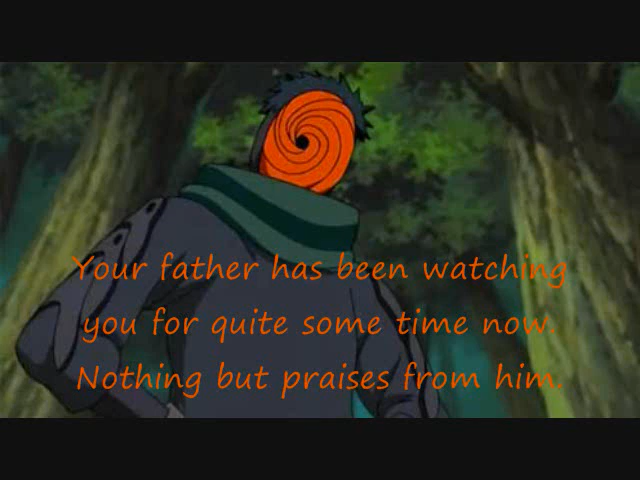 Your father has been watching
you for quite some time now.
Nothing but praises from him.